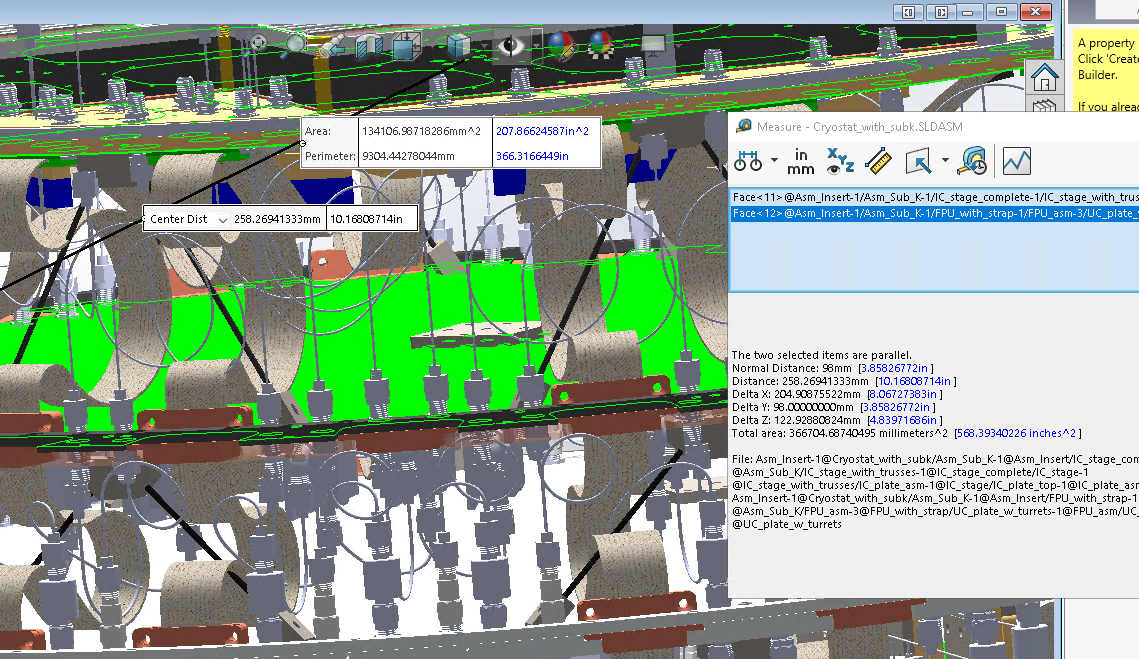 A property
Click 'Create
Builder.
If you alread
Area: 134106.98718286mm^2 207.86624587in^2
Perimeter: 9304.44278044mm 366.3166449in
Center Dist 258.26941333mm 10.16808714in
Measure - Cryostat_with_subk.SLDASM
in
mm
XYZ
Face<11>@Asm_Insert-1/Asm_Sub_K-1/IC_stage_complete-1/IC_stage_with_trus
Face<12>@Asm_Insert-1/Asm_Sub_K-1/FPU_with_strap-1/FPU_asm-3/UC_plate_w
The two selected items are parallel.
Normal Distance: 98mm [3.85826772in ]
Distance: 258.26941333mm [10.16808714in ]
Delta X: 204.90875522mm [8.06727383in ]
Delta Y: 98.00000000mm [3.85826772in ]
Delta Z: 122.92880824mm [4.83971686in ]
Total area: 366704.68740495 millimeters^2 [568.39340226 inches^2 ]
File: Asm_Insert-1@Cryostat_with_subk/Asm_Sub_K-1@Asm_Insert/IC_stage_com
@Asm_Sub_K/IC_stage_with_trusses-1@IC_stage_complete/IC_stage-1
@IC_stage_with_trusses/IC_plate_asm-1@IC_stage/IC_plate_top-1@IC_plate_asm
Asm_Insert-1@Cryostat_with_subk/Asm_Sub_K-1@Asm_Insert/FPU_with_strap-1
@Asm_Sub_K/FPU_asm-3@FPU_with_strap/UC_plate_w_turrets-1@FPU_asm/UC_
@UC_plate_w_turrets